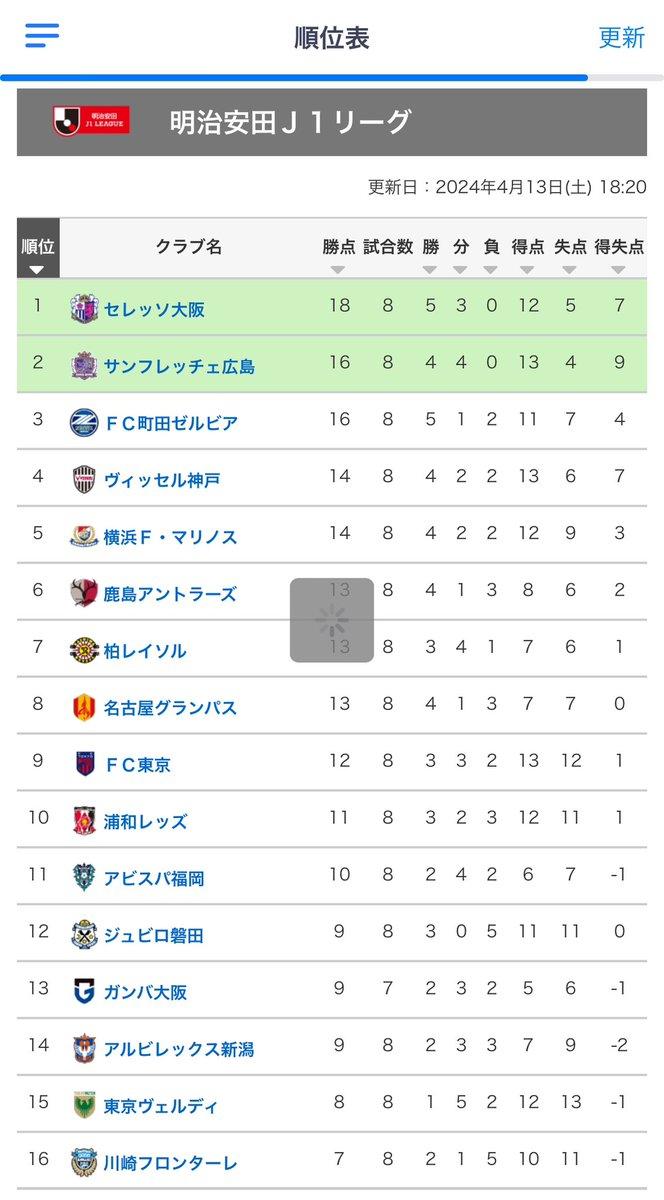 順位表
更新
明治安田 J1 LEAGUE
明治安田Ｊ１リーグ
更新日：2024年4月13日(土) 18:20
順位 クラブ名 勝点 試合数 勝 分 負 得点 失点 得失点
1 セレッソ大阪 18 8 5 3 0 12 5 7
2 サンフレッチェ広島 16 8 4 4 0 13 4 9
3 ＦＣ町田ゼルビア 16 8 5 1 2 11 7 4
4 ヴィッセル神戸 14 8 4 2 2 13 6 7
5 横浜Ｆ・マリノス 14 8 4 2 2 12 9 3
6 鹿島アントラーズ 13 8 4 1 3 8 6 2
7 柏レイソル 13 8 3 4 1 7 6 1
8 名古屋グランパス 13 8 4 1 3 7 7 0
9 ＦＣ東京 12 8 3 3 2 13 12 1
10 浦和レッズ 11 8 3 2 3 12 11 1
11 アビスパ福岡 10 8 2 4 2 6 7 -1
12 ジュビロ磐田 9 8 3 0 5 11 11 0
13 ガンバ大阪 9 7 2 3 2 5 6 -1
14 アルビレックス新潟 9 8 2 3 3 7 9 -2
15 東京ヴェルディ 8 8 1 5 2 12 13 -1
16 川崎フロンターレ 7 8 2 1 5 10 11 -1